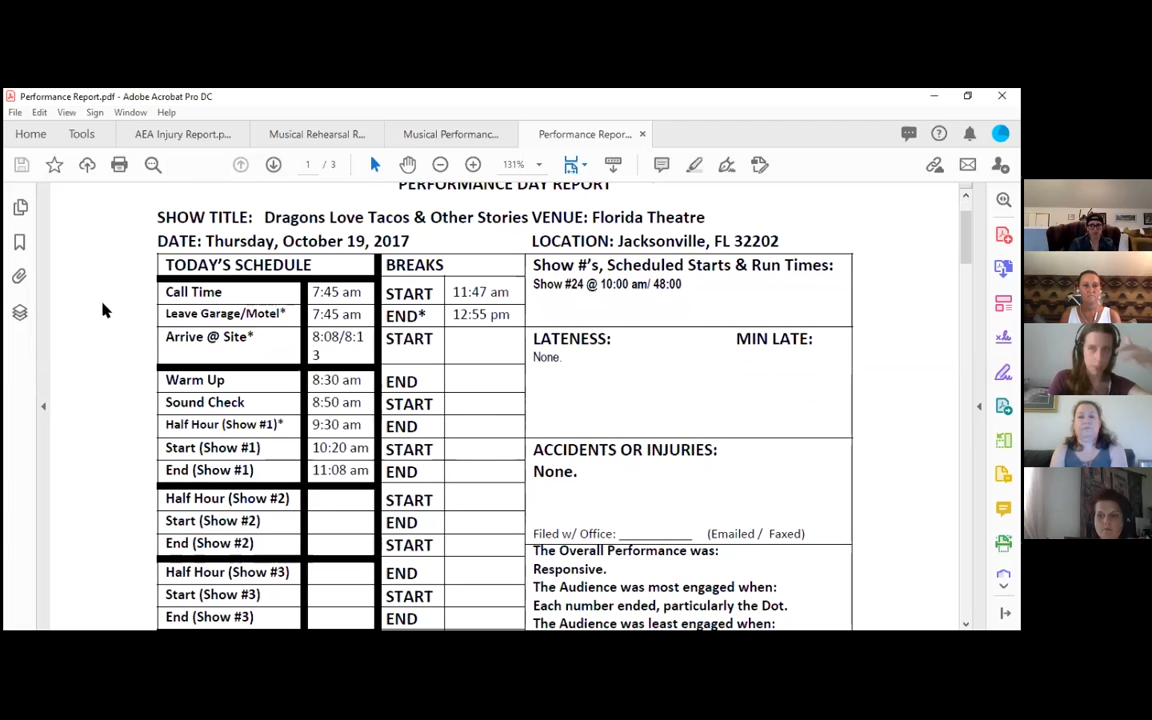 Performance Report.pdf - Adobe Acrobat Pro DC
File Edit View Sign Window Help
Home Tools AEA Injury Report.p... Musical Rehearsal R... Musical Performanc... Performance Repor... ×
1 / 3 131%
PERFORMANCE DAY REPORT
SHOW TITLE: Dragons Love Tacos & Other Stories VENUE: Florida Theatre
DATE: Thursday, October 19, 2017 LOCATION: Jacksonville, FL 32202
TODAY'S SCHEDULE
Call Time 7:45 am
Leave Garage/Motel* 7:45 am
Arrive @ Site* 8:08/8:1
3
Warm Up 8:30 am
Sound Check 8:50 am
Half Hour (Show #1)* 9:30 am
Start (Show #1) 10:20 am
End (Show #1) 11:08 am
Half Hour (Show #2)
Start (Show #2)
End (Show #2)
Half Hour (Show #3)
Start (Show #3)
End (Show #3)
BREAKS
START 11:47 am
END* 12:55 pm
START
END
START
END
START
END
START
END
START
END
START
END
Show #'s, Scheduled Starts & Run Times:
Show #24 @ 10:00 am/ 48:00
LATENESS: MIN LATE:
None.
ACCIDENTS OR INJURIES:
None.
Filed w/ Office: __________ (Emailed / Faxed)
The Overall Performance was:
Responsive.
The Audience was most engaged when:
Each number ended, particularly the Dot.
The Audience was least engaged when: